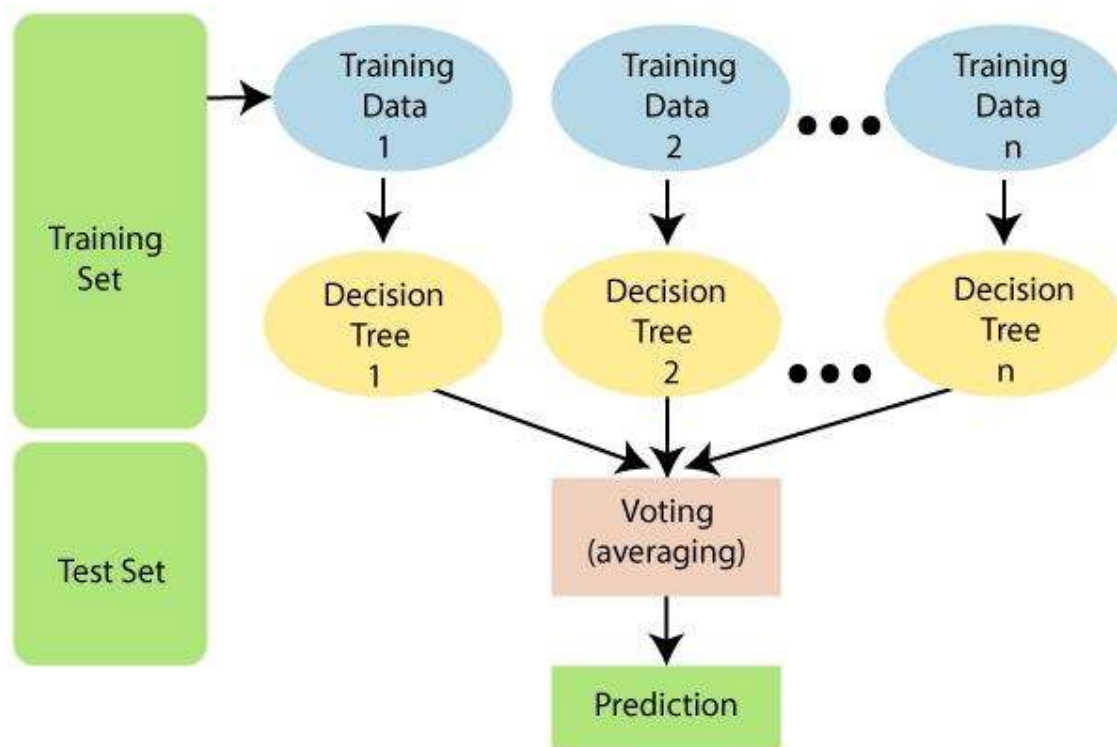 Training
Set
Test Set
Training
Data
1
Training
Data
2
Training
Data
n
Decision
Tree
1
Decision
Tree
2
Decision
Tree
n
Voting
(averaging)
Prediction